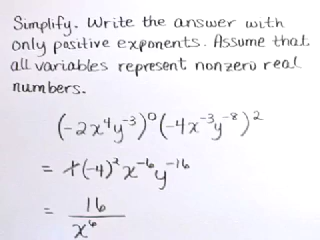 Simplify. Write the answer with
only positive exponents. Assume that
all variables represent nonzero real
numbers.
(-2x⁴y⁻³)⁰(-4x⁻³y⁻⁸)²
= 1(-4)²x⁻⁶y⁻¹⁶
= 16/x⁶